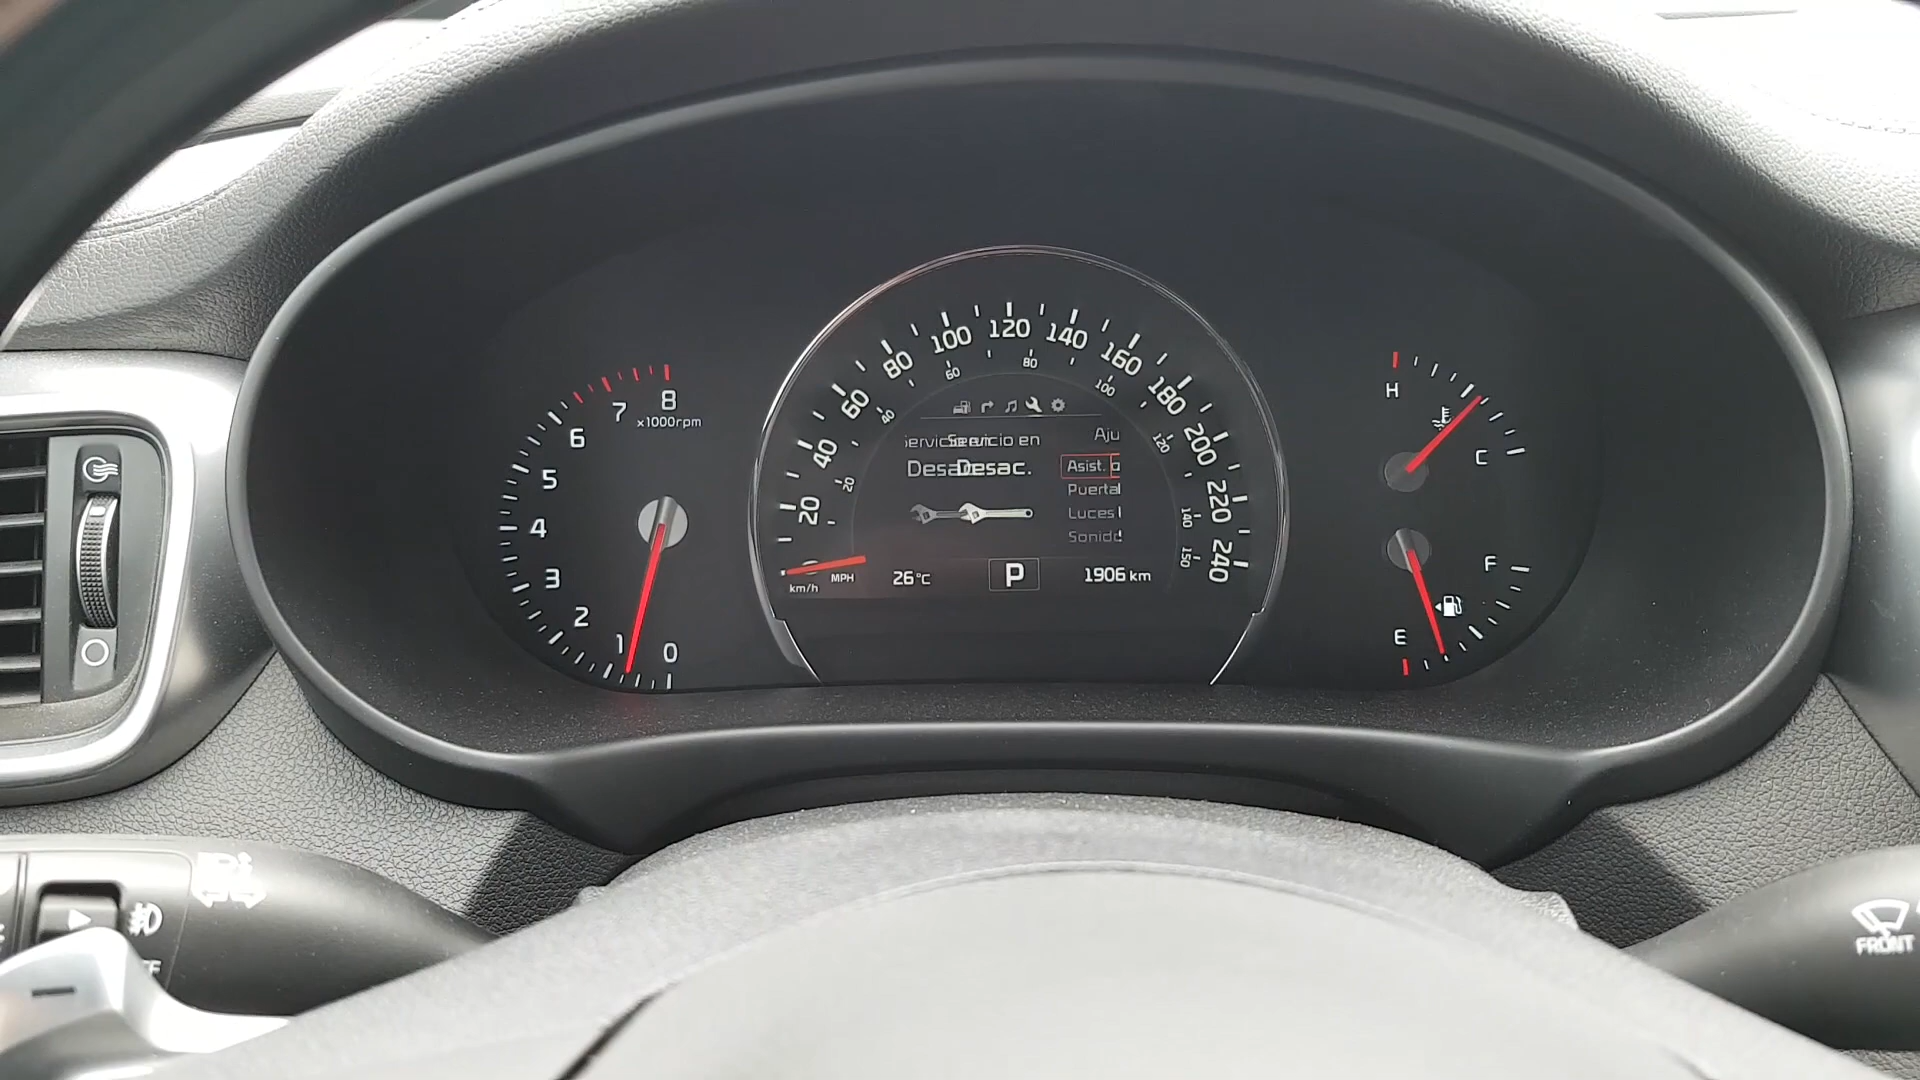 8
7
x1000rpm
6
5
4
3
2
1
0
20
40
60
80
100
120
140
160
180
200
220
240
20
40
60
80
100
120
140
150
MPH
km/h
Servicio en
Desac.
Aju
Asist. a
Puerta
Luces
Sonido
26°C
P
1906 km
H
C
F
E
FRONT